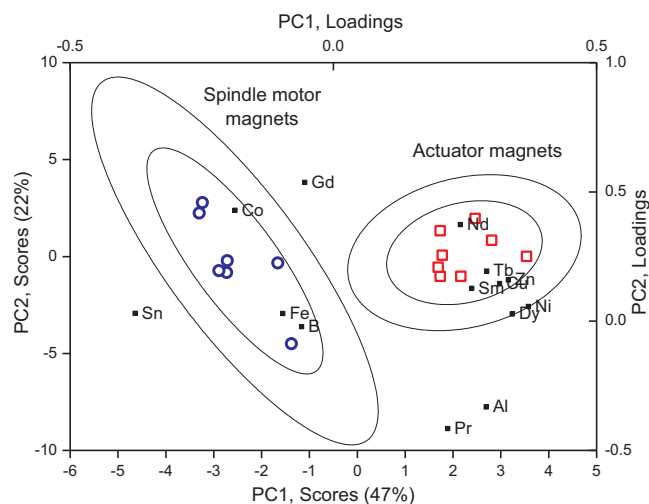 PC1, Loadings
-0.5 0.0 0.5
10 1.0
Spindle motor
magnets
Actuator magnets
5 0.5
Gd
Co
Nd
0
Tb
Sm Cu Zn
Sn Fe Dy Ni
B 0.0
-5
Al
Pr
-10 -0.5
-6 -5 -4 -3 -2 -1 0 1 2 3 4 5
PC1, Scores (47%)
PC2, Scores (22%)
PC2, Loadings